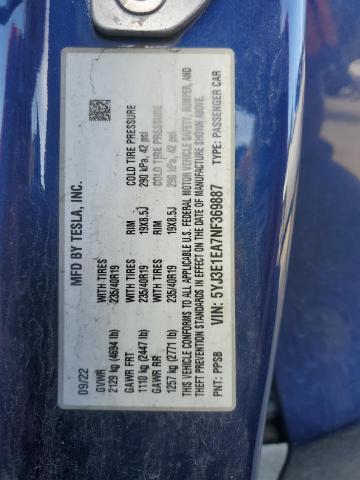 MFD BY TESLA, INC.
09/22
GVWR WITH TIRES RIM COLD TIRE PRESSURE
2129 kg (4694 lb) 235/40R19 19X8.5J 290 kPa, 42 psi
GAWR FRT WITH TIRES RIM COLD TIRE PRESSURE
1110 kg (2447 lb) 235/40R19 19X8.5J 290 kPa, 42 psi
GAWR RR
1257 kg (2771 lb)
THIS VEHICLE CONFORMS TO ALL APPLICABLE U.S. FEDERAL MOTOR VEHICLE SAFETY, BUMPER, AND
THEFT PREVENTION STANDARDS IN EFFECT ON THE DATE OF MANUFACTURE SHOWN ABOVE.
VIN: 5YJ3E1EA7NF369887
PNT: PPSB TYPE: PASSENGER CAR